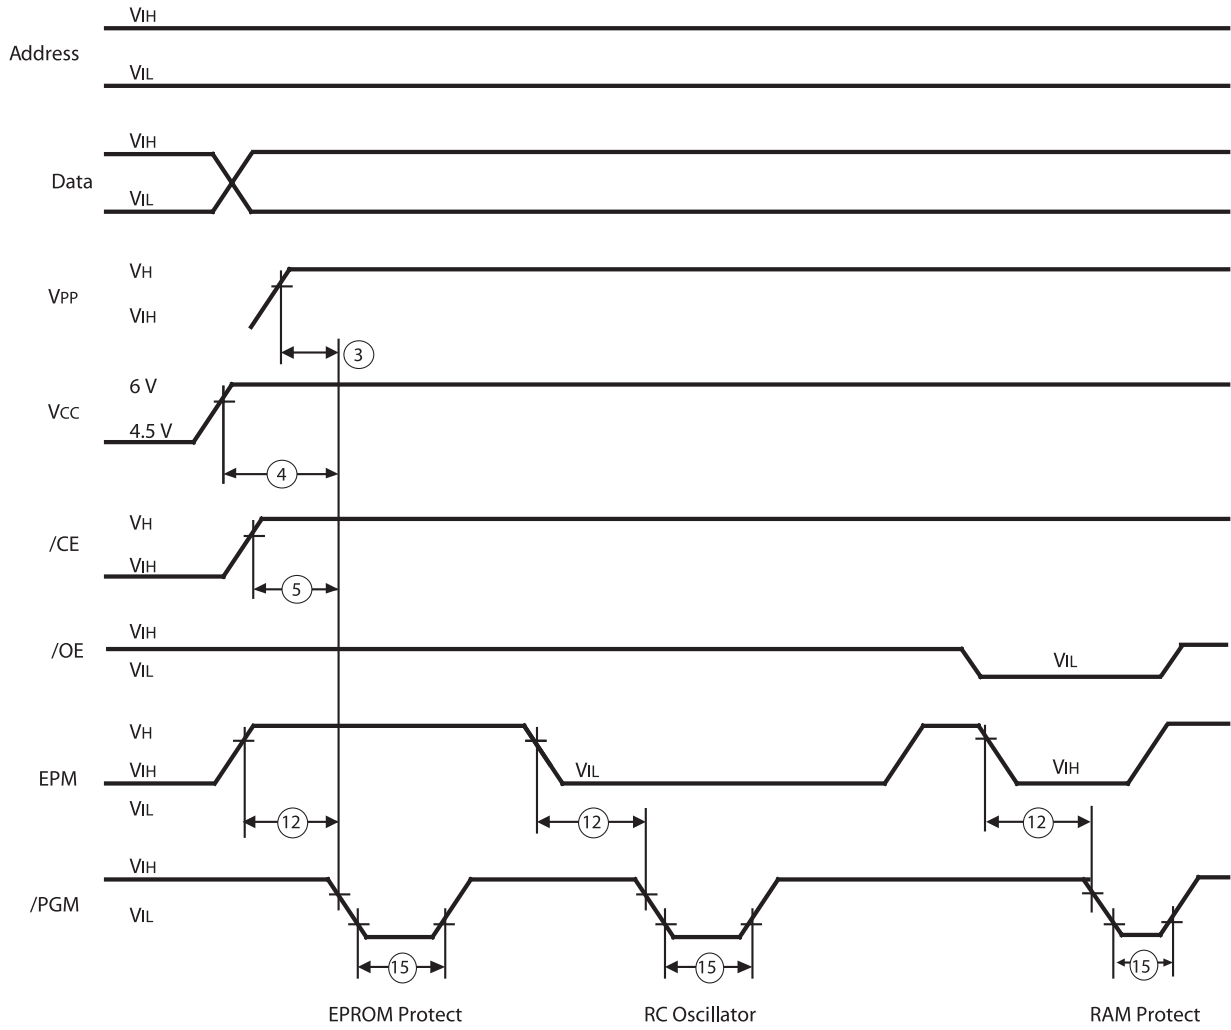 VIH
Address
VIL
VIH
Data
VIL
VH
VPP
VIH
3
6 V
VCC
4.5 V
4
VH
/CE
VIH
5
VIH
/OE
VIL
VIL
VH
VIH
VIL
VIH
EPM
VIL
12
12
12
VIH
/PGM
VIL
15
15
15
EPROM Protect
RC Oscillator
RAM Protect